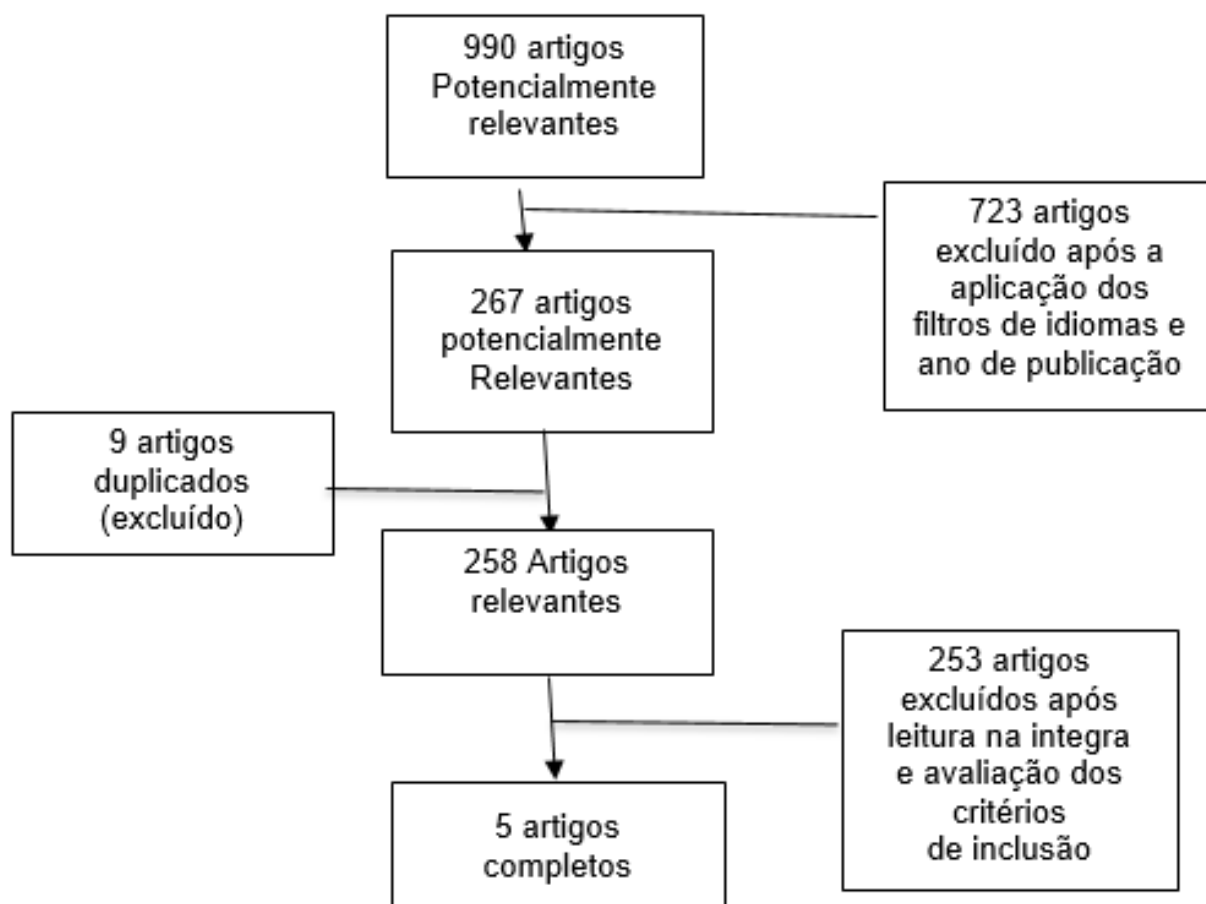 990 artigos
Potencialmente
relevantes
723 artigos
excluído após a
aplicação dos
filtros de idiomas e
ano de publicação
267 artigos
potencialmente
Relevantes
9 artigos
duplicados
(excluído)
258 Artigos
relevantes
253 artigos
excluídos após
leitura na integra
e avaliação dos
critérios
de inclusão
5 artigos
completos